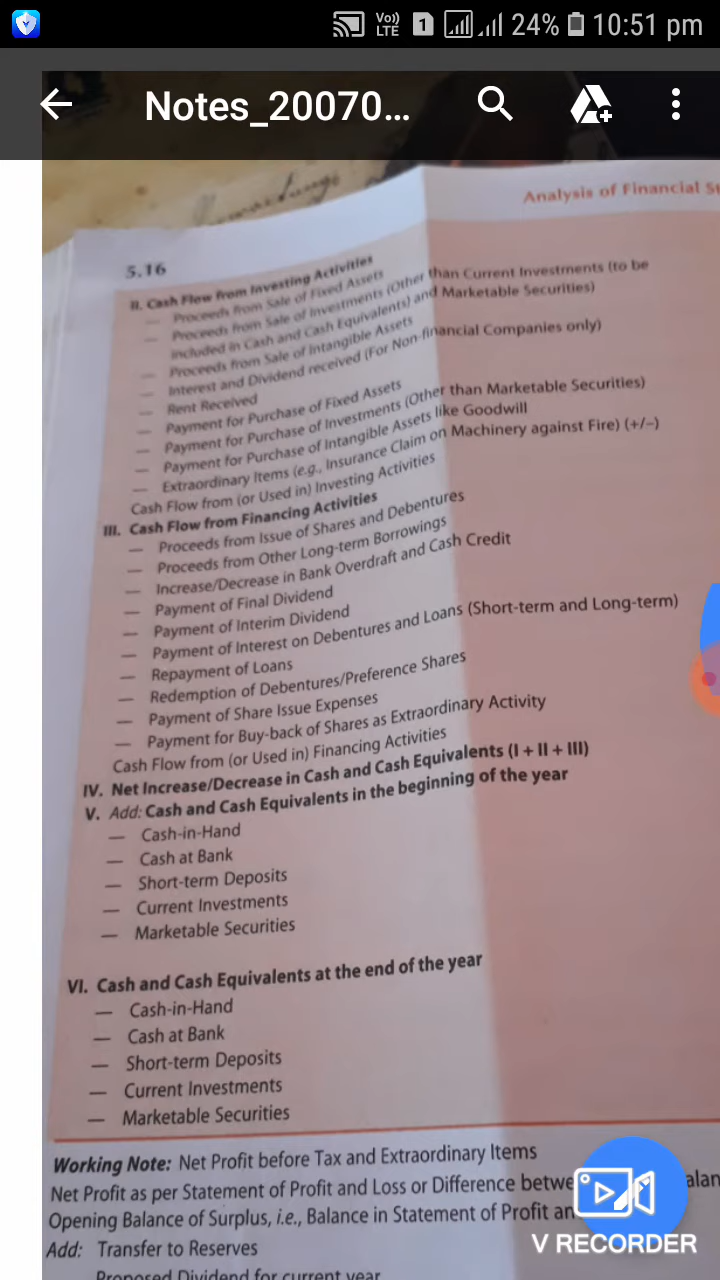 Vo))
LTE
1
24%
10:51 pm
Notes_20070...
Analysis of Financial
5.16
II. Cash Flow from Investing Activities
— Proceeds from Sale of Fixed Assets
— Proceeds from Sale of Investments (Other than Current Investments (to be
included in Cash and Cash Equivalents) and Marketable Securities)
— Proceeds from Sale of Intangible Assets
— Interest and Dividend received (For Non-financial Companies only)
— Rent Received
— Payment for Purchase of Fixed Assets
— Payment for Purchase of Investments (Other than Marketable Securities)
— Payment for Purchase of Intangible Assets like Goodwill
— Extraordinary Items (e.g., Insurance Claim on Machinery against Fire) (+/–)
Cash Flow from (or Used in) Investing Activities
III. Cash Flow from Financing Activities
— Proceeds from Issue of Shares and Debentures
— Proceeds from Other Long-term Borrowings
— Increase/Decrease in Bank Overdraft and Cash Credit
— Payment of Final Dividend
— Payment of Interim Dividend
— Payment of Interest on Debentures and Loans (Short-term and Long-term)
— Repayment of Loans
— Redemption of Debentures/Preference Shares
— Payment of Share Issue Expenses
— Payment for Buy-back of Shares as Extraordinary Activity
Cash Flow from (or Used in) Financing Activities
IV. Net Increase/Decrease in Cash and Cash Equivalents (I + II + III)
V. Add: Cash and Cash Equivalents in the beginning of the year
— Cash-in-Hand
— Cash at Bank
— Short-term Deposits
— Current Investments
— Marketable Securities
VI. Cash and Cash Equivalents at the end of the year
— Cash-in-Hand
— Cash at Bank
— Short-term Deposits
— Current Investments
— Marketable Securities
Working Note: Net Profit before Tax and Extraordinary Items
Net Profit as per Statement of Profit and Loss or Difference
Opening Balance of Surplus, i.e., Balance in Statement of Profit
Add: Transfer to Reserves
Proposed Dividend for current year
V RECORDER